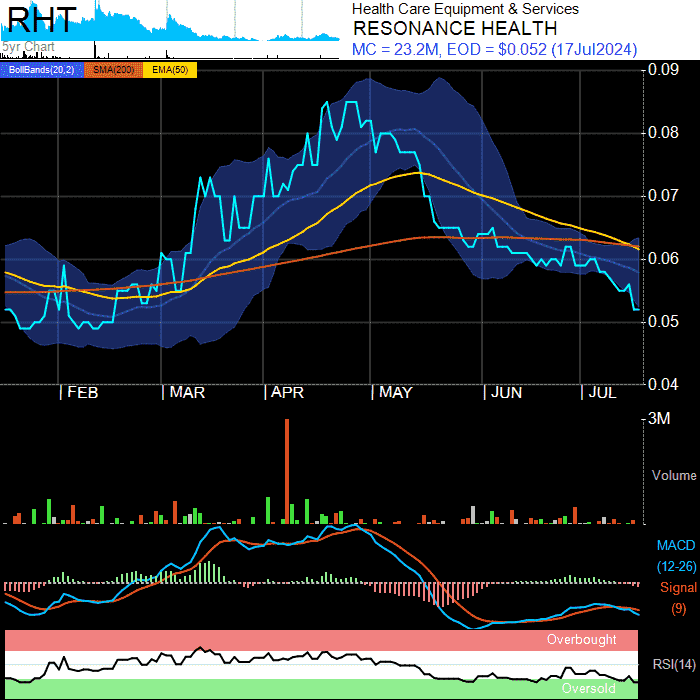 RHT
5yr Chart
Health Care Equipment & Services
RESONANCE HEALTH
MC = 23.2M, EOD = $0.052 (17Jul2024)
BollBands(20,2) SMA(200) EMA(50)
0.09
0.08
0.07
0.06
0.05
0.04
FEB MAR APR MAY JUN JUL
3M
Volume
MACD
(12-26)
Signal
(9)
Overbought
RSI(14)
Oversold